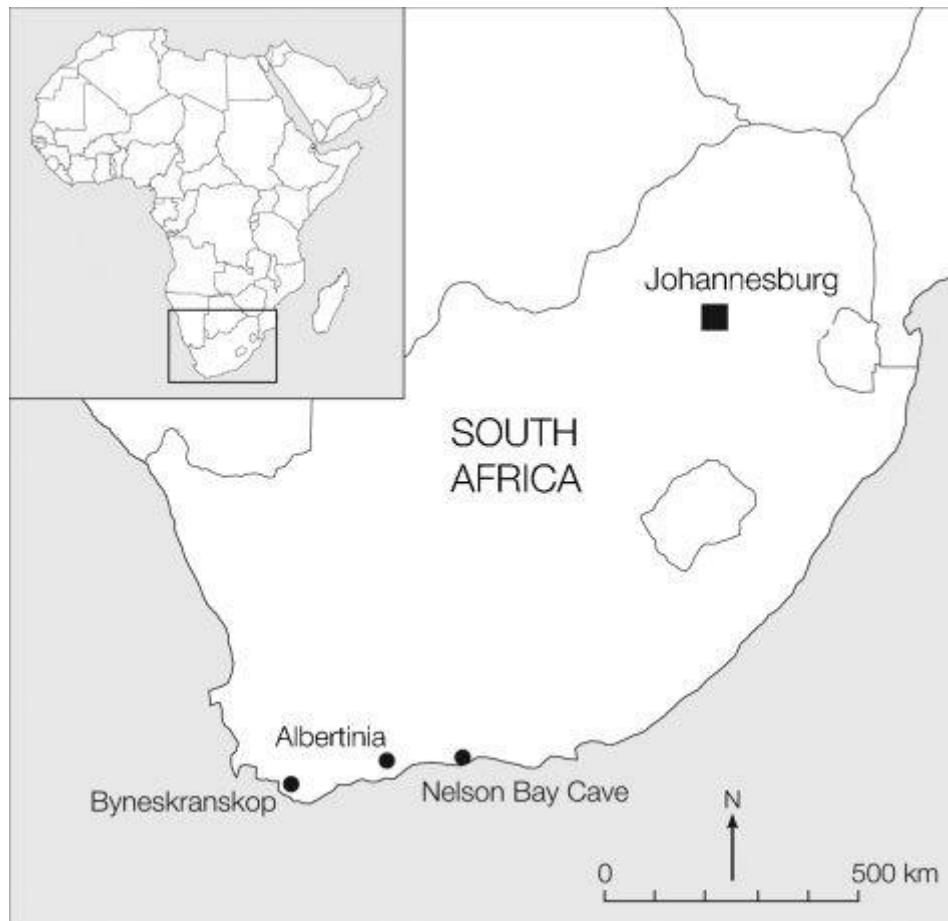 Johannesburg
SOUTH
AFRICA
Albertinia
Byneskranskop
Nelson Bay Cave
N
0
500 km